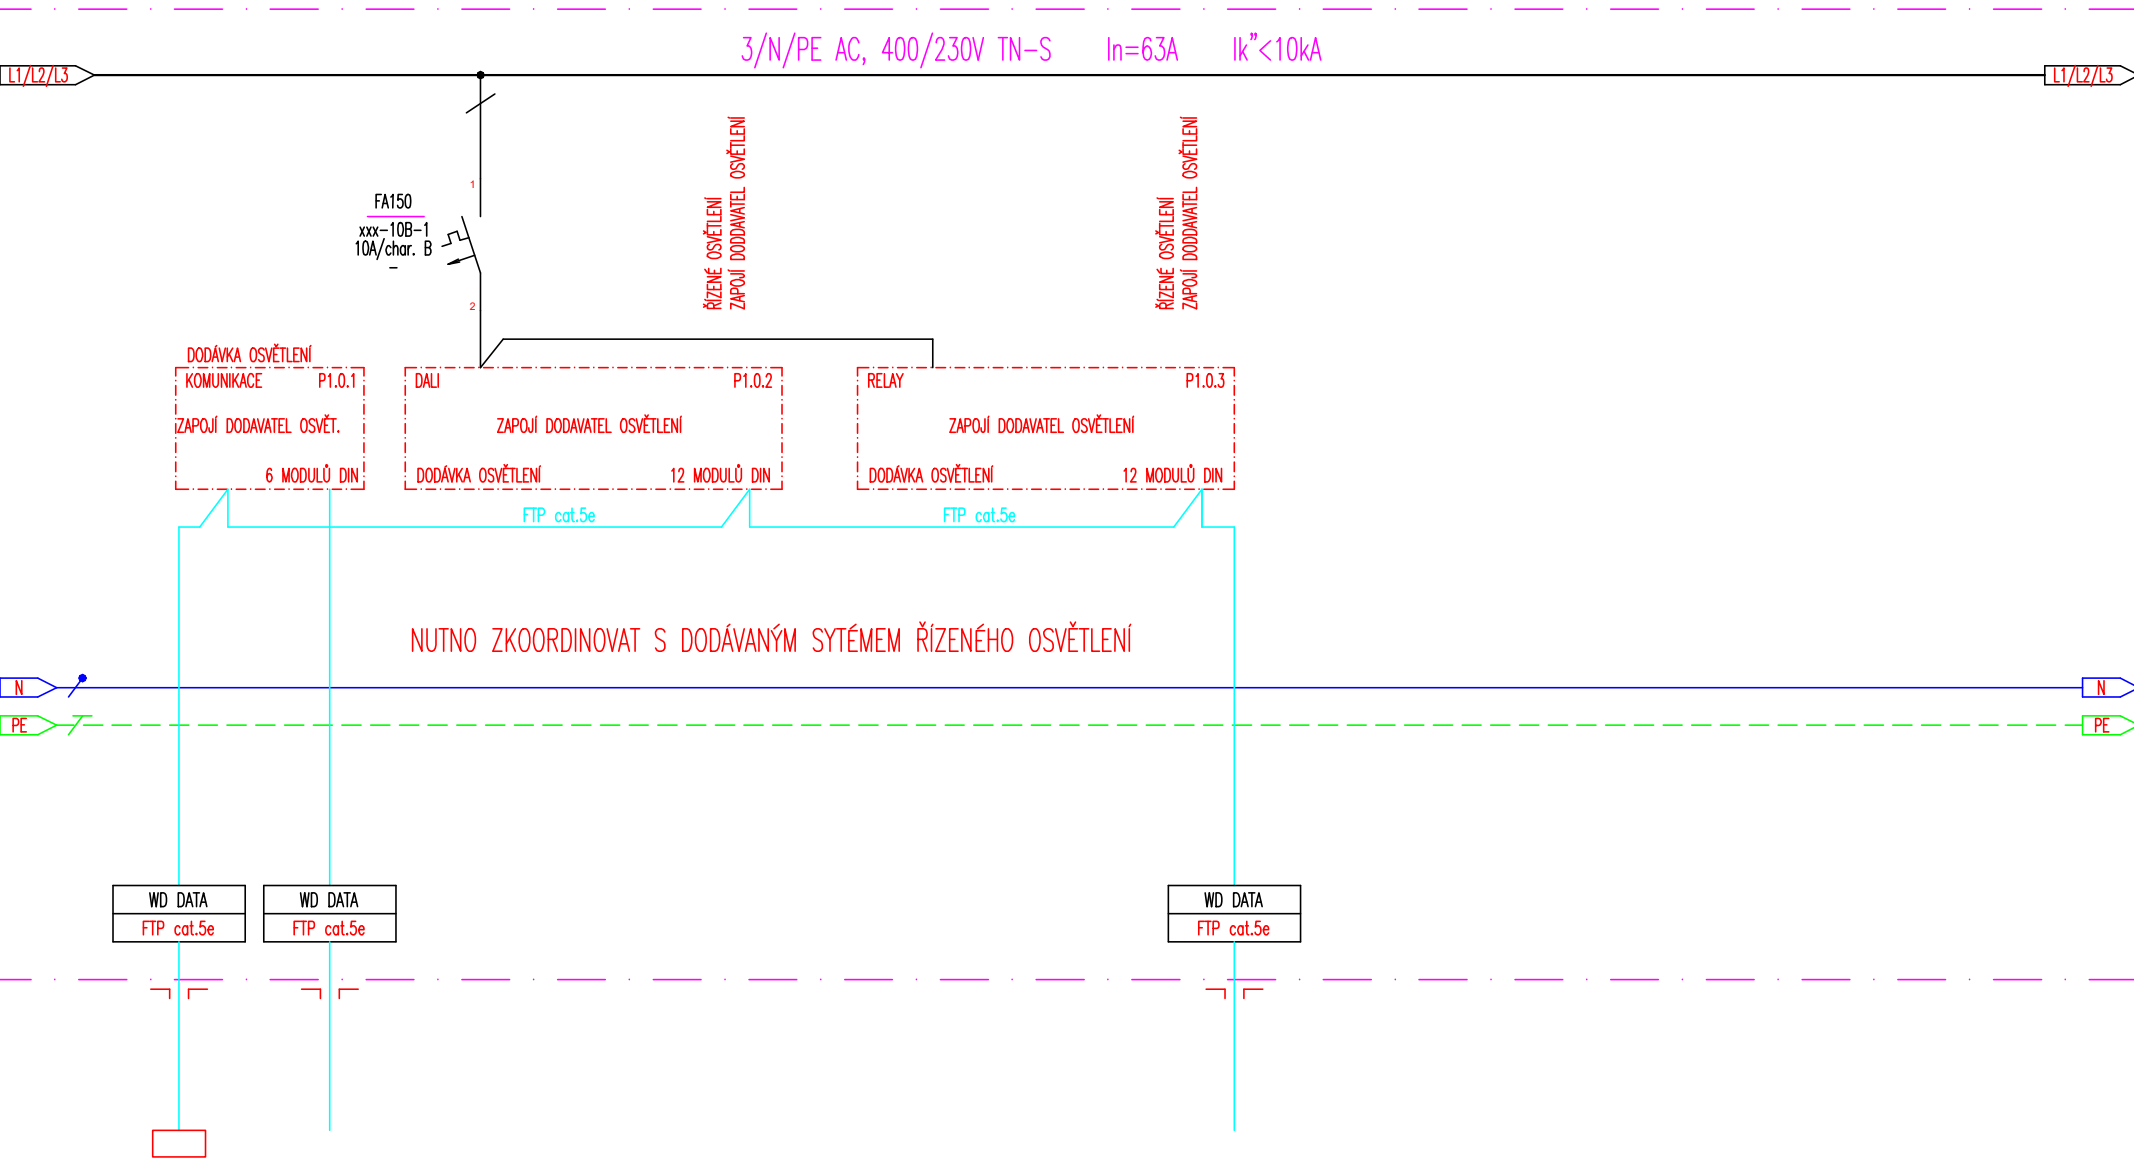 3/N/PE AC, 400/230V TN-S In=63A Ik"<10kA
L1/L2/L3
L1/L2/L3
ŘÍZENÉ OSVĚTLENÍ
ZAPOJÍ DODDAVATEL OSVĚTLENÍ
ŘÍZENÉ OSVĚTLENÍ
ZAPOJÍ DODDAVATEL OSVĚTLENÍ
1
FA150
xxx-10B-1
10A/char. B
-
2
DODÁVKA OSVĚTLENÍ
KOMUNIKACE P1.0.1
ZAPOJÍ DODAVATEL OSVĚT.
6 MODULŮ DIN
DALI P1.0.2
ZAPOJÍ DODAVATEL OSVĚTLENÍ
DODÁVKA OSVĚTLENÍ 12 MODULŮ DIN
RELAY P1.0.3
ZAPOJÍ DODAVATEL OSVĚTLENÍ
DODÁVKA OSVĚTLENÍ 12 MODULŮ DIN
FTP cat.5e
FTP cat.5e
NUTNO ZKOORDINOVAT S DODÁVANÝM SYTÉMEM ŘÍZENÉHO OSVĚTLENÍ
N
N
PE
PE
WD DATA
FTP cat.5e
WD DATA
FTP cat.5e
WD DATA
FTP cat.5e